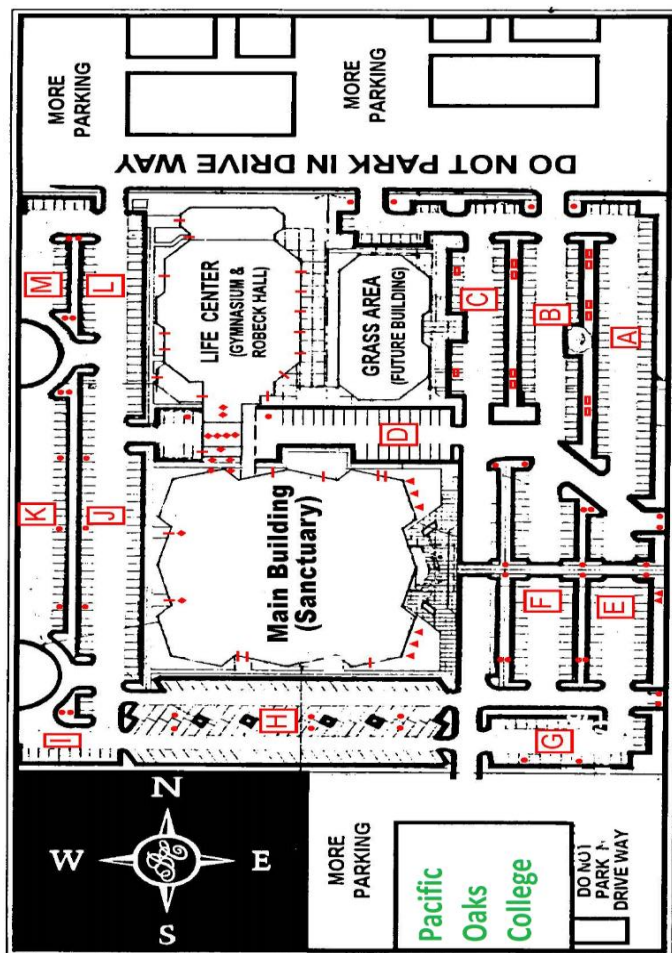 MORE
PARKING
MORE
PARKING
DO NOT PARK IN DRIVE WAY
M
L
LIFE CENTER
(GYMNASIUM &
ROBECK HALL)
GRASS AREA
(FUTURE BUILDING)
C
B
A
K
J
D
Main Building
(Sanctuary)
F
E
I
H
G
N
W
E
S
MORE
PARKING
Pacific
Oaks
College
DO NOT
PARK
DRIVE WAY